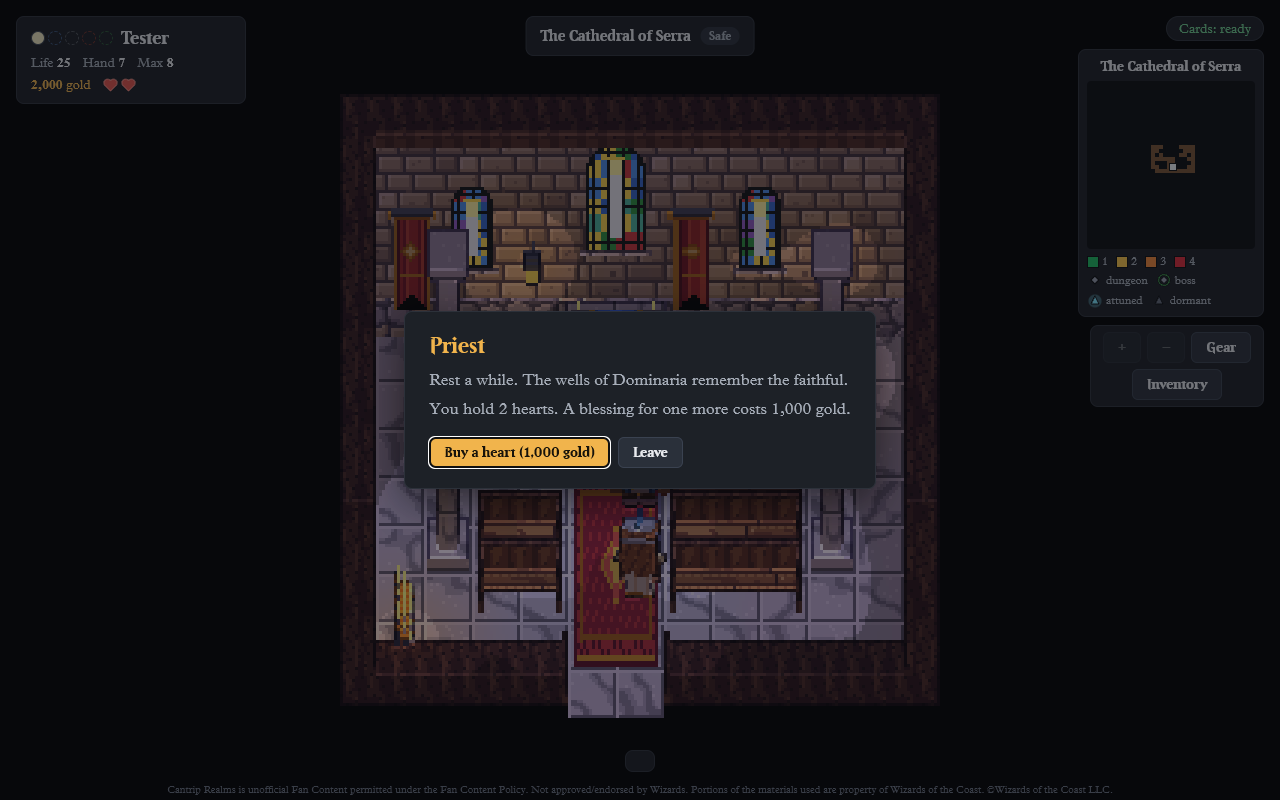 Tester
Life 25 Hand 7 Max 8
2,000 gold
The Cathedral of Serra Safe
Cards: ready
The Cathedral of Serra
1 2 3 4
dungeon boss
attuned dormant
+ − Gear
Inventory
Priest
Rest a while. The wells of Dominaria remember the faithful.
You hold 2 hearts. A blessing for one more costs 1,000 gold.
Buy a heart (1,000 gold) Leave
Cantrip Realms is unofficial Fan Content permitted under the Fan Content Policy. Not approved/endorsed by Wizards. Portions of the materials used are property of Wizards of the Coast. ©Wizards of the Coast LLC.